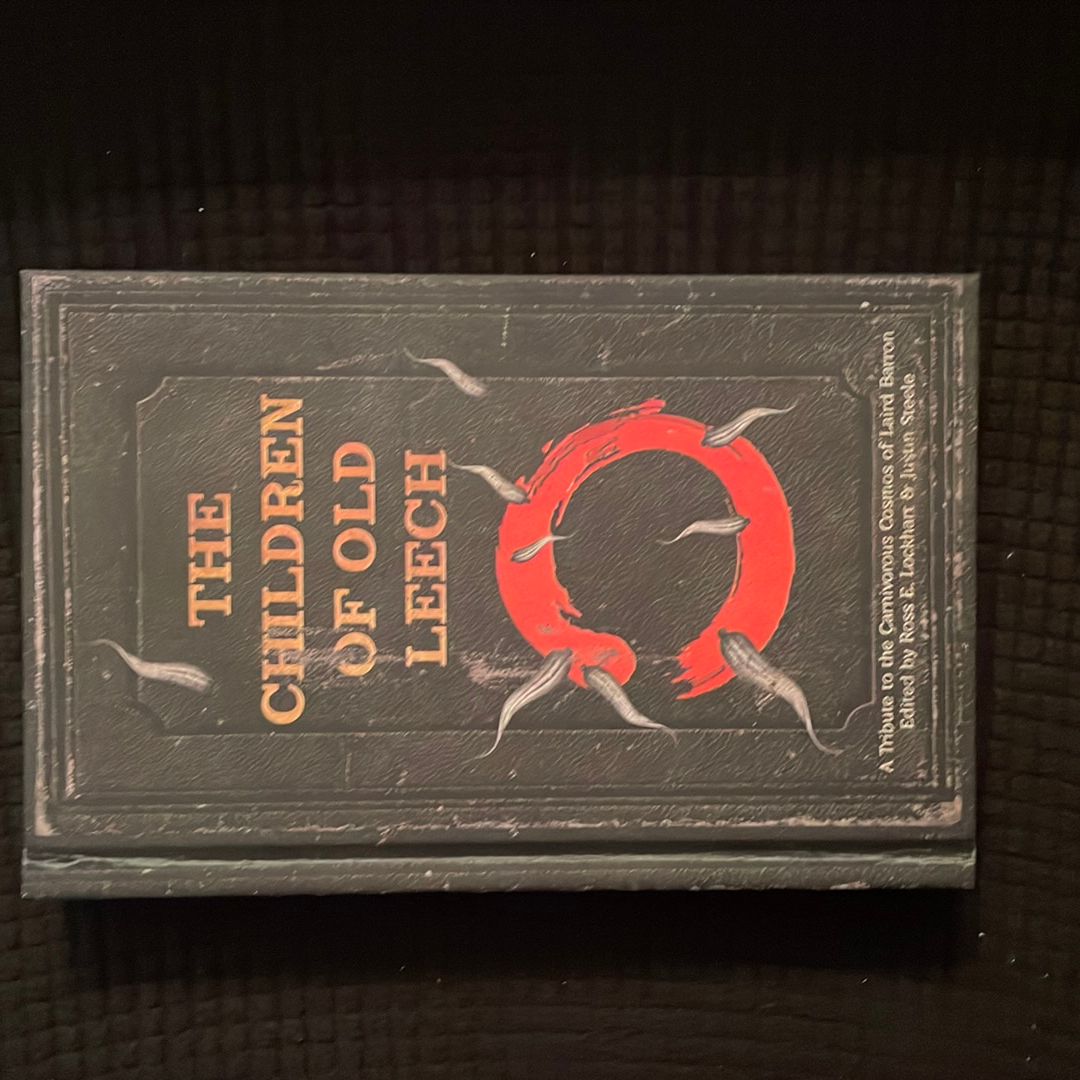 THE
CHILDREN
OF OLD
LEECH
A Tribute to the Carnivorous Cosmos of Laird Barron
Edited by Ross E. Lockhart & Justin Steele